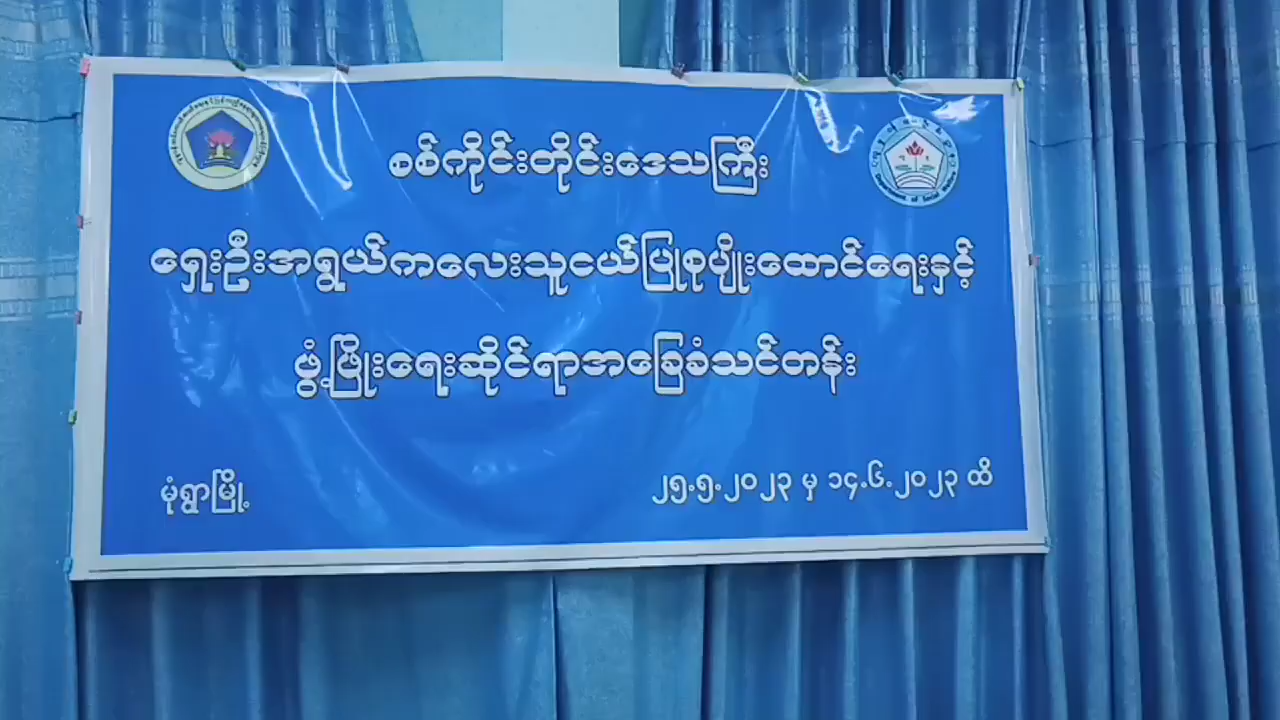 စစ်ကိုင်းတိုင်းဒေသကြီး
ရှေးဦးအရွယ်ကလေးသူငယ်ပြုစုပျိုးထောင်ရေးနှင့်
ဖွံ့ဖြိုးရေးဆိုင်ရာအခြေခံသင်တန်း
မုံရွာမြို့
၂၅.၅.၂၀၂၃ မှ ၁၄.၆.၂၀၂၃ ထိ